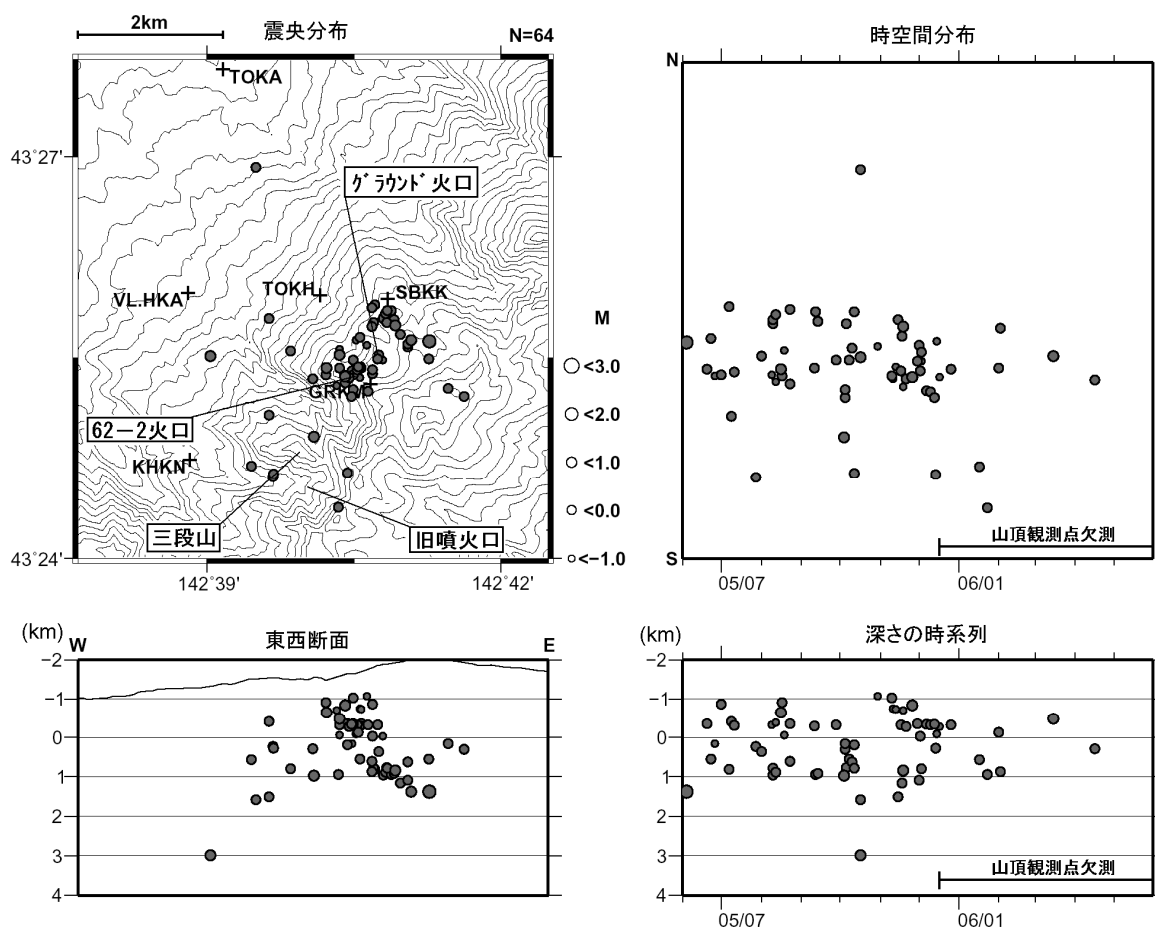 2km
震央分布
N=64
TOKA
43°27'
グラウンド火口
VL.HKA
TOKH
SBKK
62－2火口
KHKN
三段山
旧噴火口
43°24'
142°39'
142°42'
M
<3.0
<2.0
<1.0
<0.0
<−1.0
時空間分布
N
S
山頂観測点欠測
05/07
06/01
(km)
W
東西断面
E
−2
−1
0
1
2
3
4
(km)
深さの時系列
−2
−1
0
1
2
3
4
山頂観測点欠測
05/07
06/01